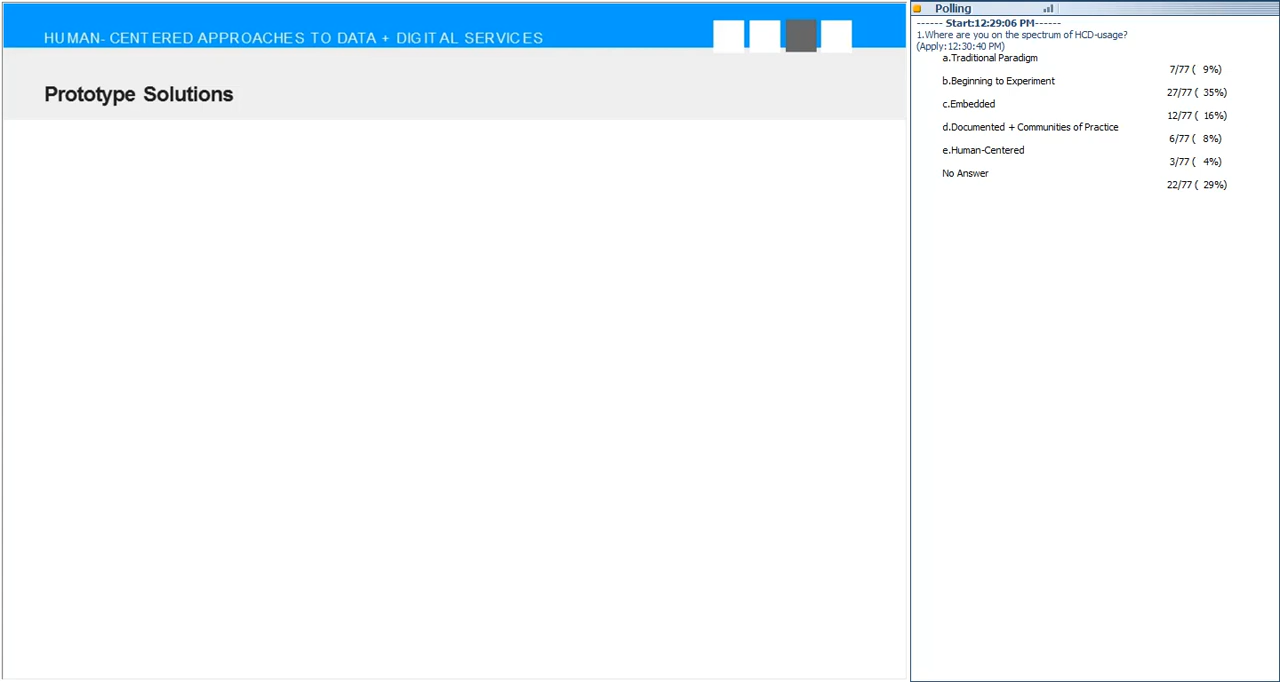 HUMAN- CENTERED APPROACHES TO DATA + DIGITAL SERVICES
Prototype Solutions
Polling
------ Start:12:29:06 PM------
1.Where are you on the spectrum of HCD-usage?
(Apply:12:30:40 PM)
a.Traditional Paradigm
7/77 ( 9%)
b.Beginning to Experiment
27/77 ( 35%)
c.Embedded
12/77 ( 16%)
d.Documented + Communities of Practice
6/77 ( 8%)
e.Human-Centered
3/77 ( 4%)
No Answer
22/77 ( 29%)